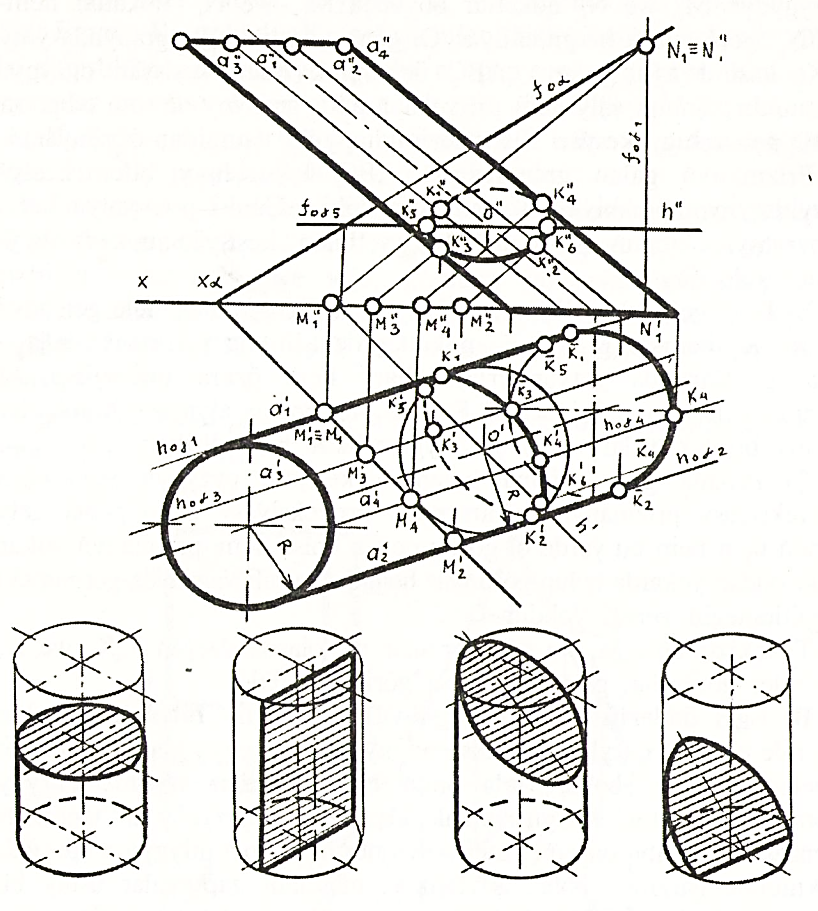 a₃″ a₁″ a₂″ a₄″
N₁≡N₁″
f₀α
f₀α₁
K₁″ K₄″
K₅″ O″
f₀α₅ h″
K₃″ K₆″
K₂″
X Xα
M₁″ M₃″ M₄″ M₂″ N₁′
K₁′ K̄₅ K̄₁
K₅′ K̄₃ K₄
a₁′
M₁′≡M₁ h₀α₄
h₀α₁ K₃′ O′ K₄′ K̄₄
a₃′ M₃′ h₀α₂
h₀α₃ a₄′ K₆′
M₄′ R K̄₂
K₂′
R a₂′
M₂′